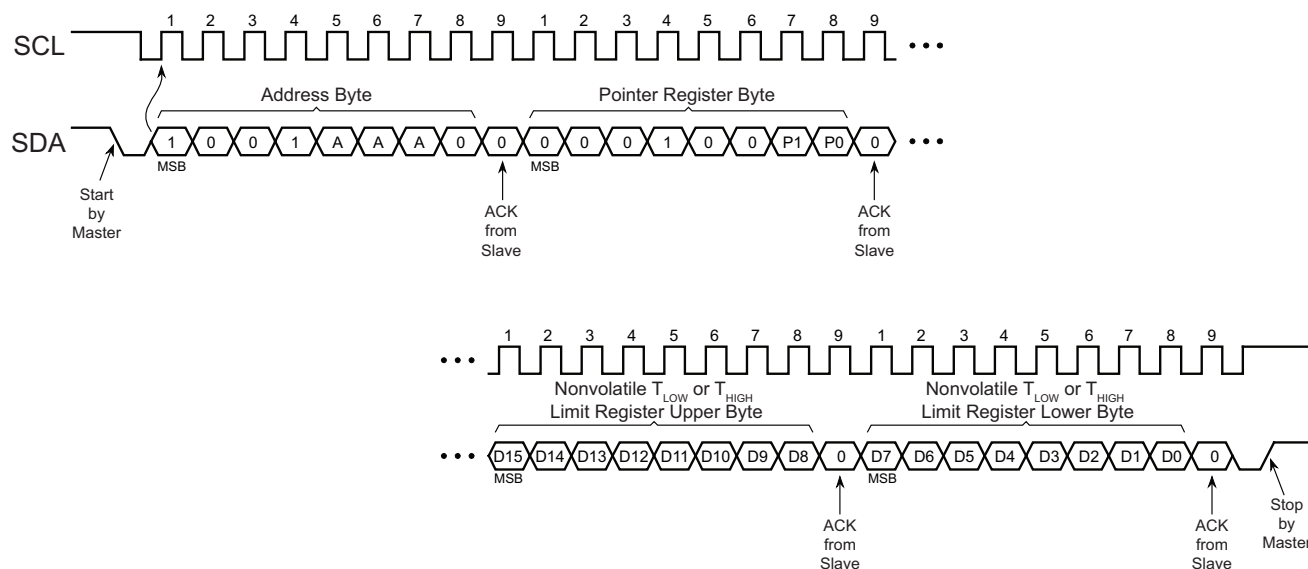 1 2 3 4 5 6 7 8 9 1 2 3 4 5 6 7 8 9
SCL
Address Byte Pointer Register Byte
SDA 1 0 0 1 A A A 0 0 0 0 0 1 0 0 P1 P0 0
MSB MSB
Start
by
Master
ACK
from
Slave
ACK
from
Slave
1 2 3 4 5 6 7 8 9 1 2 3 4 5 6 7 8 9
Nonvolatile TLOW or THIGH
Limit Register Upper Byte
Nonvolatile TLOW or THIGH
Limit Register Lower Byte
D15 D14 D13 D12 D11 D10 D9 D8 0 D7 D6 D5 D4 D3 D2 D1 D0 0
MSB MSB
ACK
from
Slave
ACK
from
Slave
Stop
by
Master